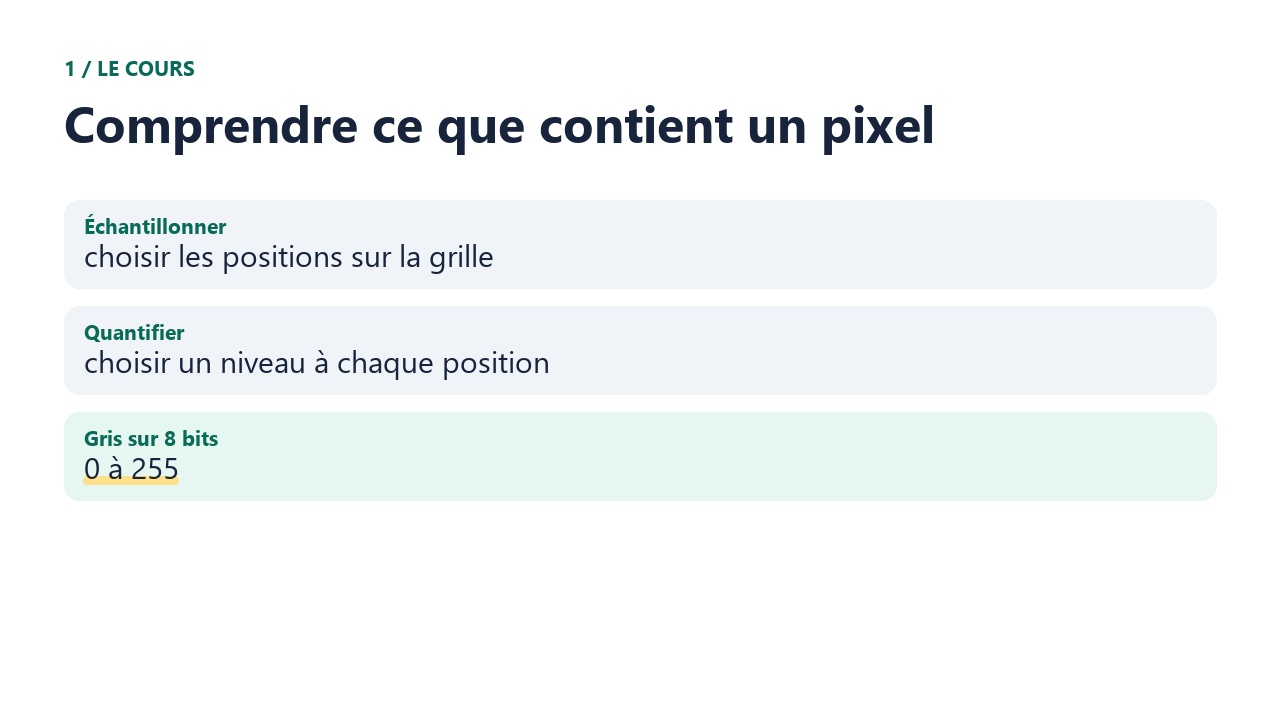 1 / LE COURS
Comprendre ce que contient un pixel
Échantillonner
choisir les positions sur la grille
Quantifier
choisir un niveau à chaque position
Gris sur 8 bits
0 à 255